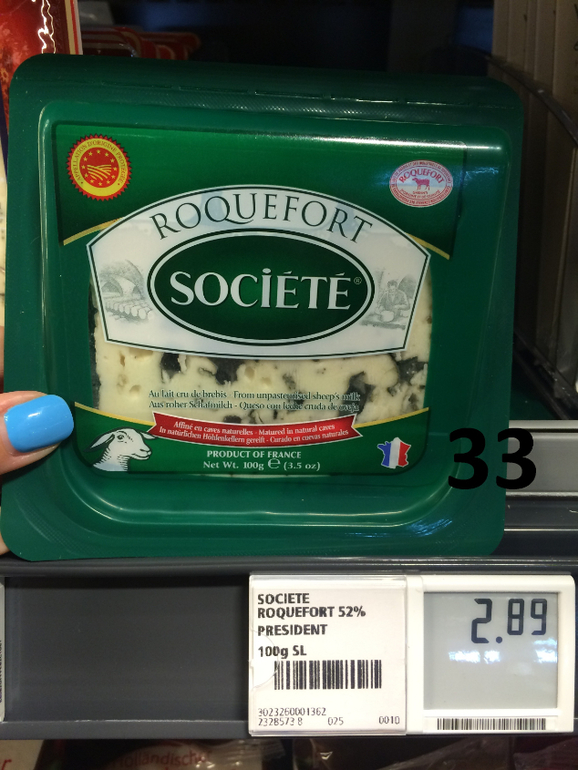 ROQUEFORT
ROQUEFORT
SOCiÉTÉ®
Au lait cru de brebis - From unpasteurised sheep's milk
Aus roher Schafmilch - Queso con leche cruda de oveja
Affiné en caves naturelles - Matured in natural caves
In natürlichen Höhlenkellern gereift - Curado en cuevas naturales
PRODUCT OF FRANCE
Net Wt. 100g ℮ (3.5 oz)
33
SOCIETE
ROQUEFORT 52%
PRESIDENT
100g SL
2.89
3023260001362
2328573 8 075 0010